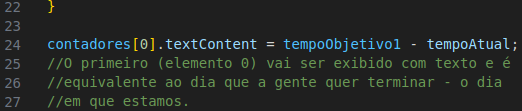 22 }
23
24 contadores[0].textContent = tempoObjetivo1 - tempoAtual;
25 //O primeiro (elemento 0) vai ser exibido com texto e é
26 //equivalente ao dia que a gente quer terminar - o dia
27 //em que estamos.